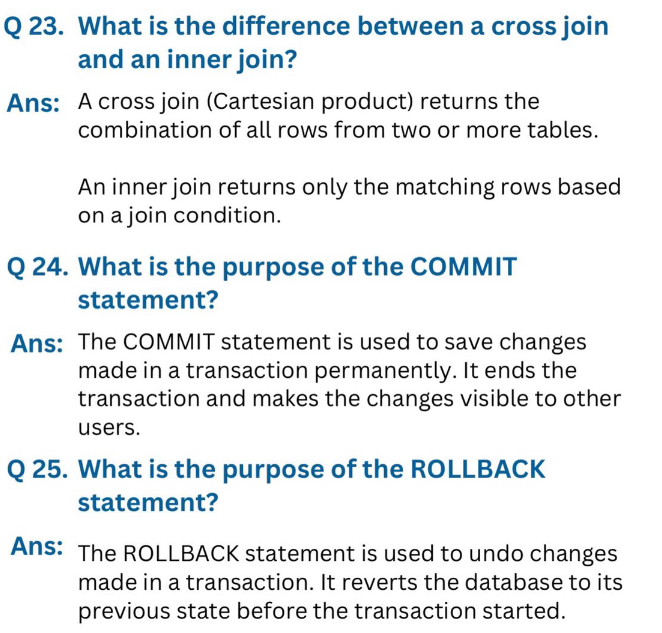 Q 23. What is the difference between a cross join
and an inner join?
Ans: A cross join (Cartesian product) returns the
combination of all rows from two or more tables.
An inner join returns only the matching rows based
on a join condition.
Q 24. What is the purpose of the COMMIT
statement?
Ans: The COMMIT statement is used to save changes
made in a transaction permanently. It ends the
transaction and makes the changes visible to other
users.
Q 25. What is the purpose of the ROLLBACK
statement?
Ans: The ROLLBACK statement is used to undo changes
made in a transaction. It reverts the database to its
previous state before the transaction started.